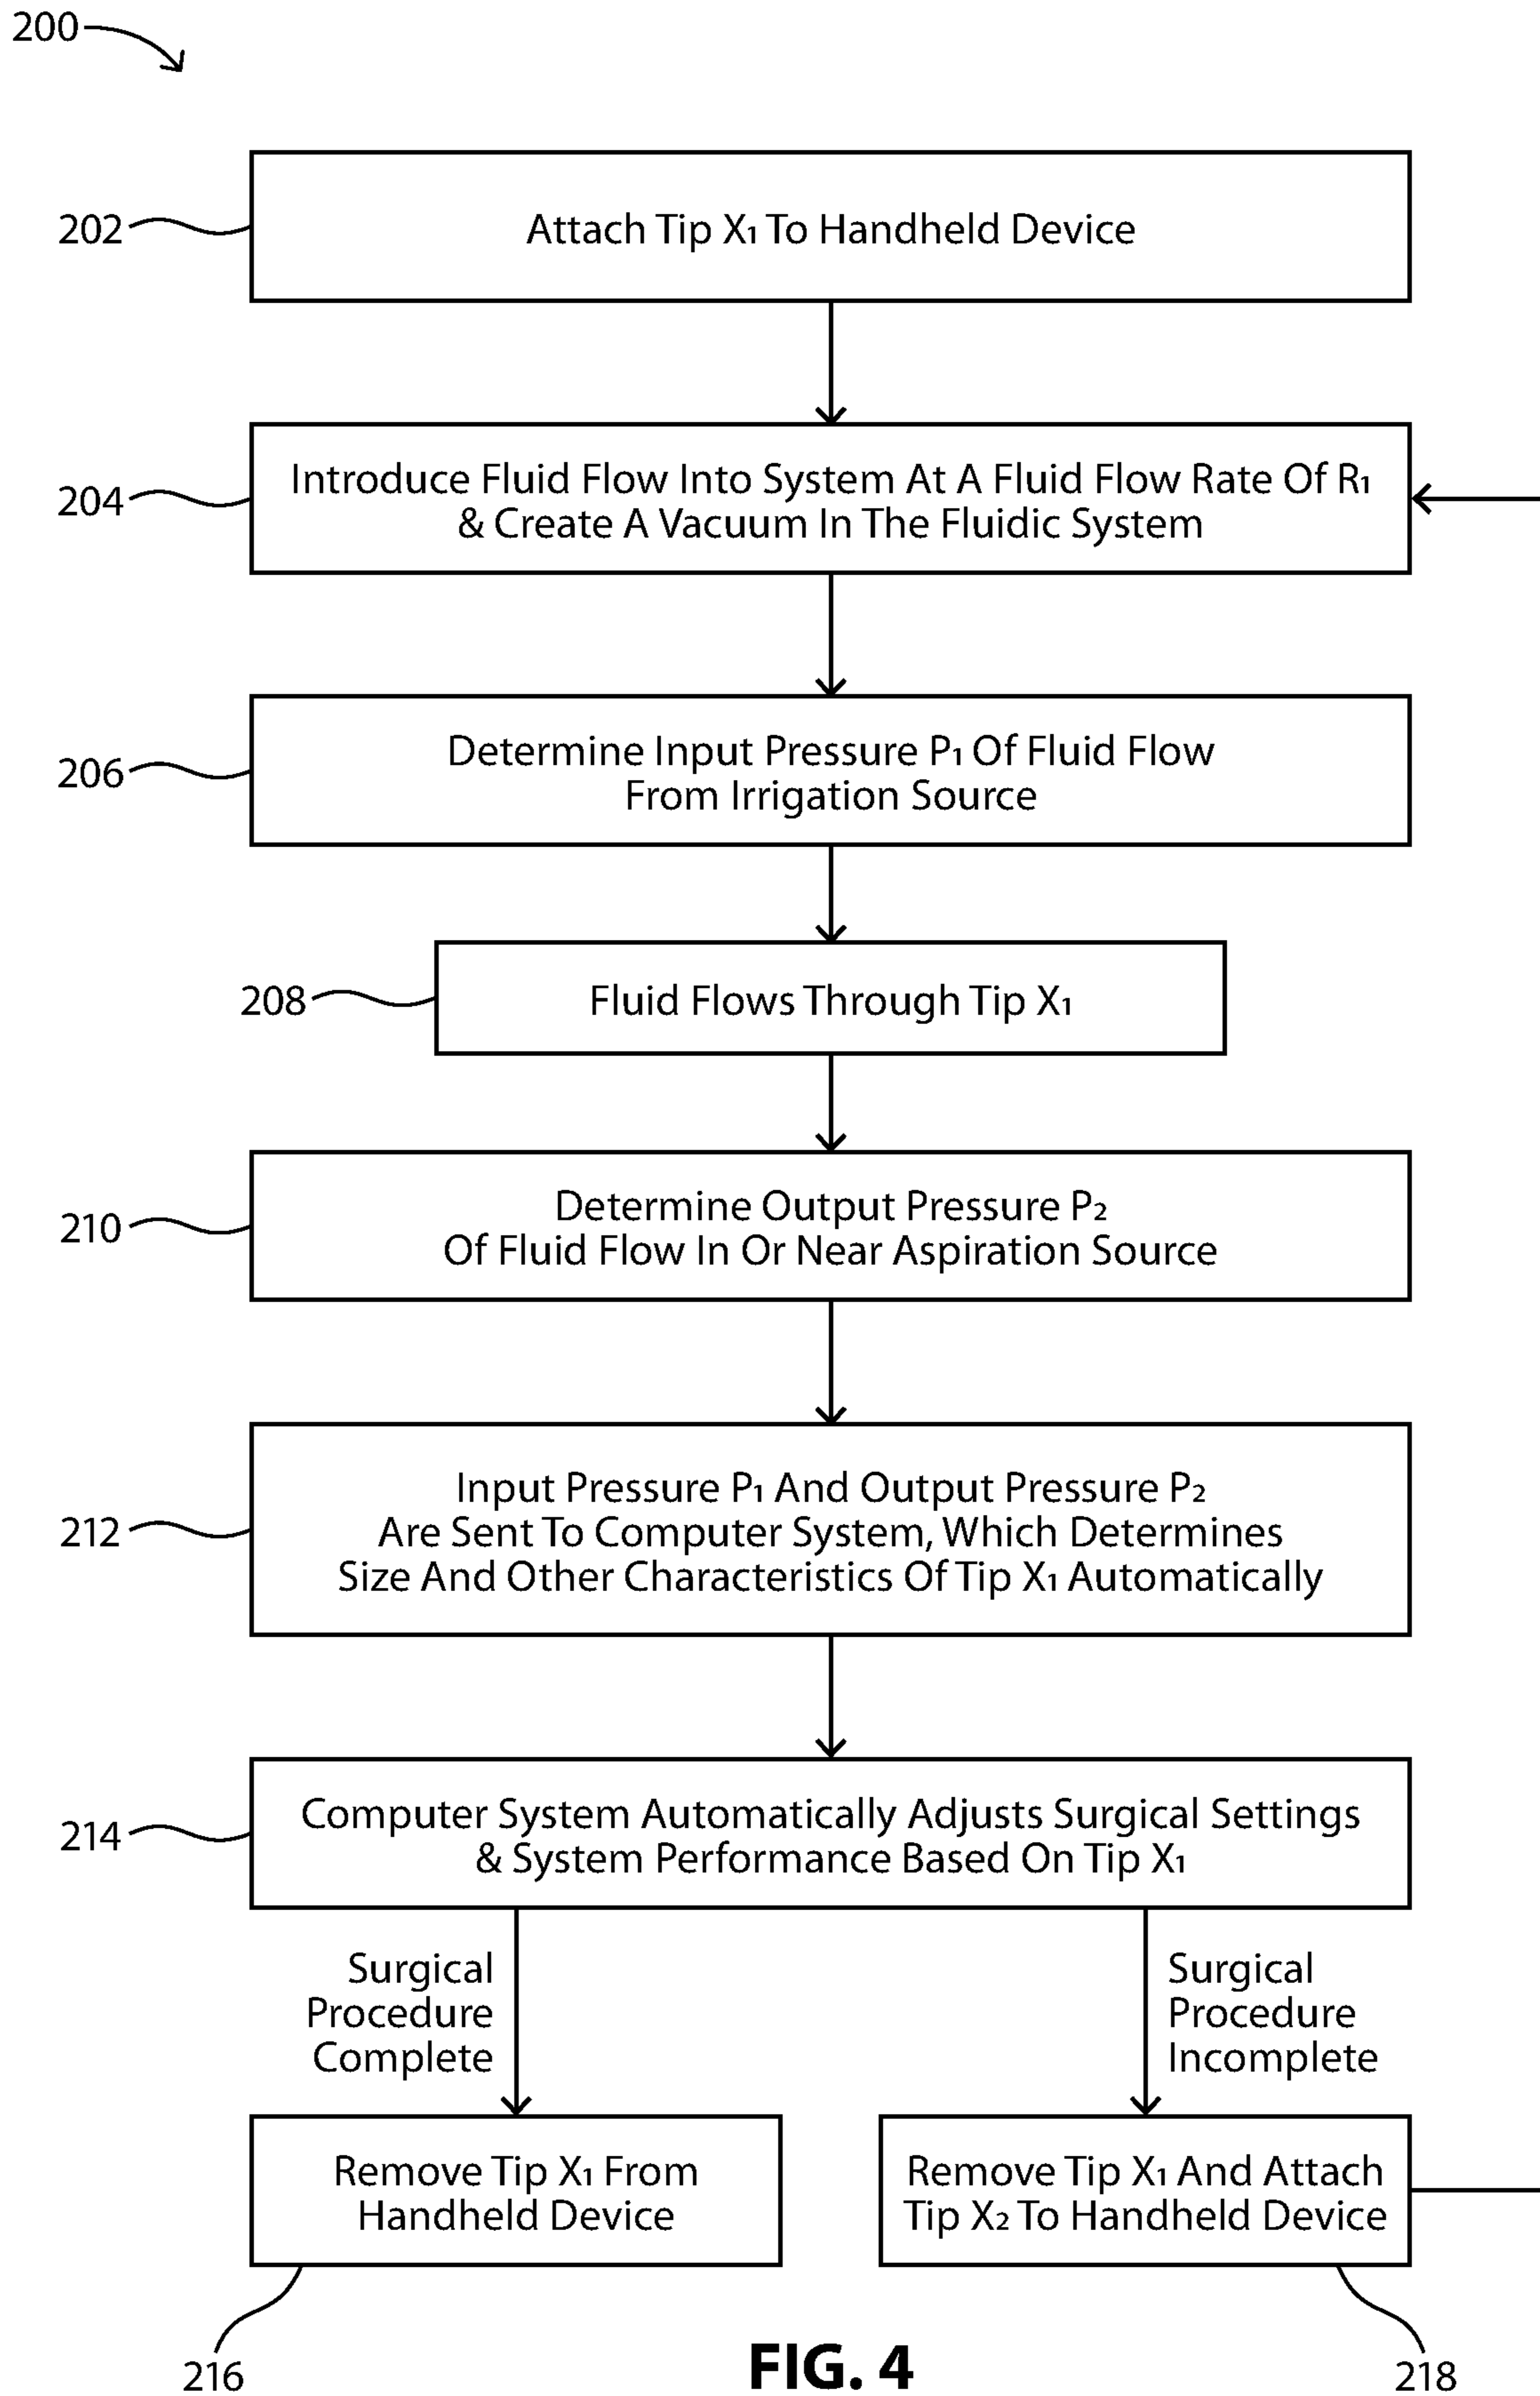 200
202
Attach Tip X₁ To Handheld Device
204
Introduce Fluid Flow Into System At A Fluid Flow Rate Of R₁
& Create A Vacuum In The Fluidic System
206
Determine Input Pressure P₁ Of Fluid Flow
From Irrigation Source
208
Fluid Flows Through Tip X₁
210
Determine Output Pressure P₂
Of Fluid Flow In Or Near Aspiration Source
212
Input Pressure P₁ And Output Pressure P₂
Are Sent To Computer System, Which Determines
Size And Other Characteristics Of Tip X₁ Automatically
214
Computer System Automatically Adjusts Surgical Settings
& System Performance Based On Tip X₁
Surgical
Procedure
Complete
Surgical
Procedure
Incomplete
Remove Tip X₁ From
Handheld Device
Remove Tip X₁ And Attach
Tip X₂ To Handheld Device
216
218
FIG. 4